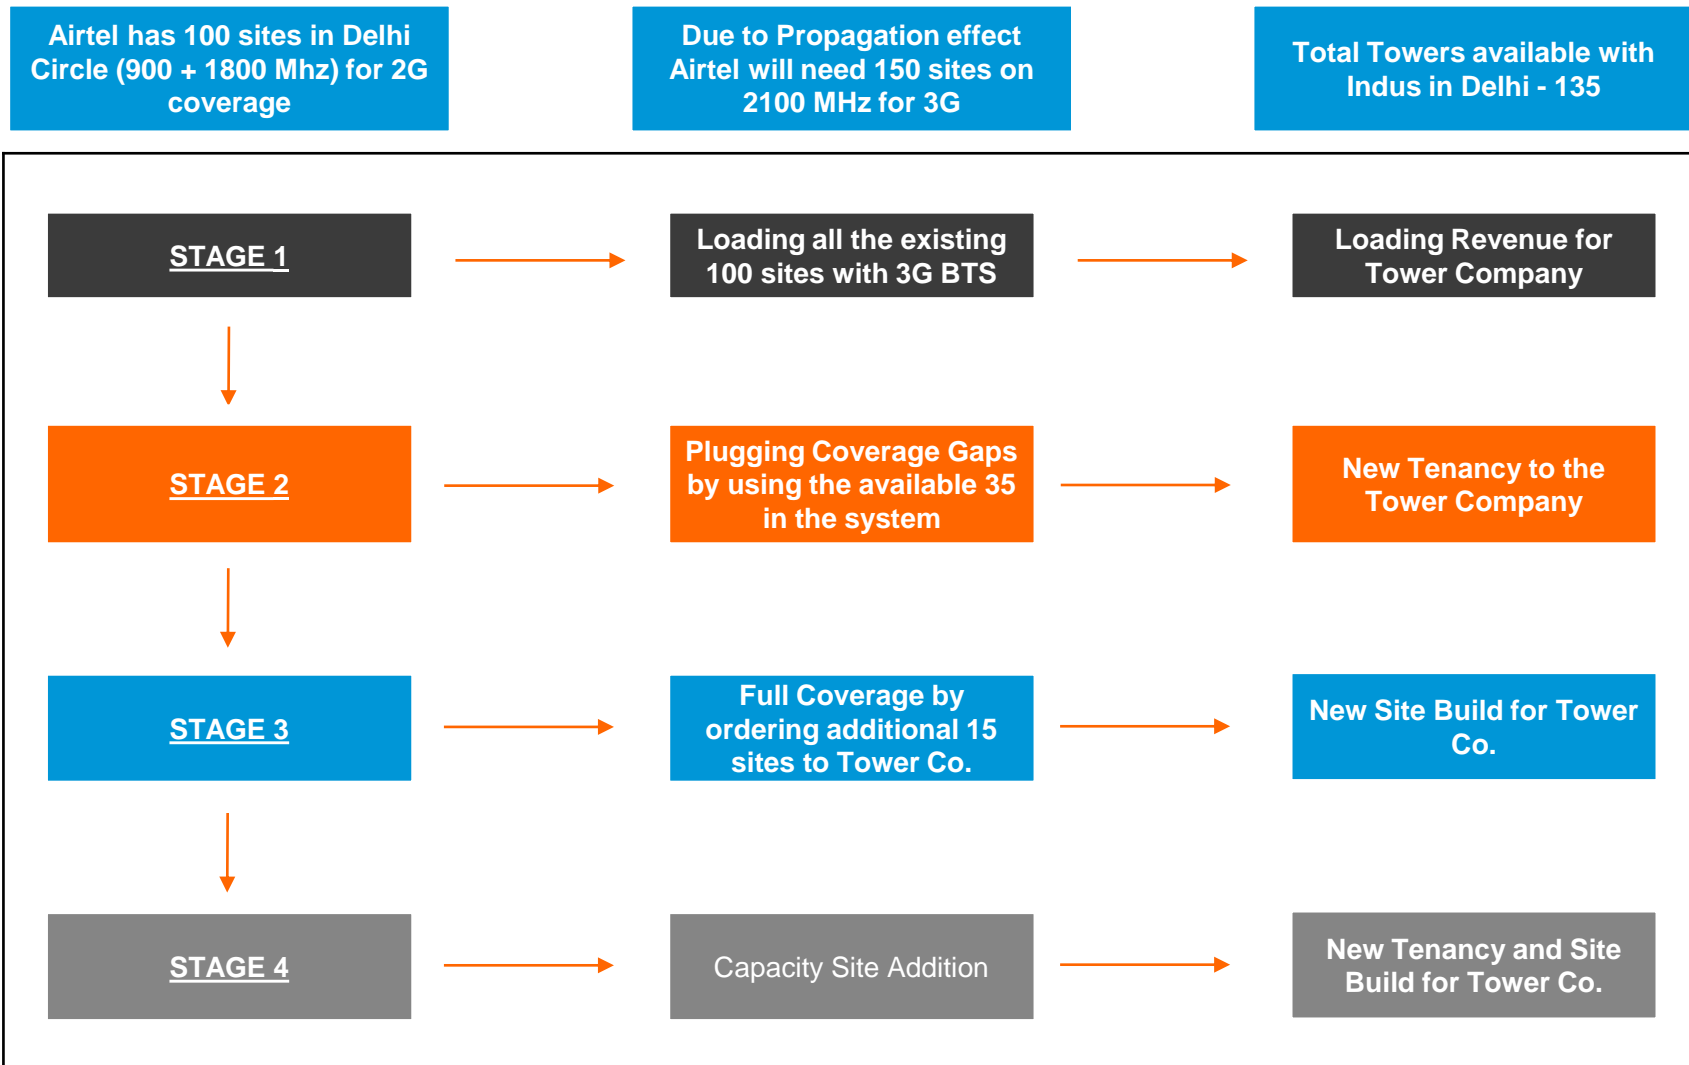 Airtel has 100 sites in Delhi
Circle (900 + 1800 Mhz) for 2G
coverage
Due to Propagation effect
Airtel will need 150 sites on
2100 MHz for 3G
Total Towers available with
Indus in Delhi - 135
STAGE 1
Loading all the existing
100 sites with 3G BTS
Loading Revenue for
Tower Company
STAGE 2
Plugging Coverage Gaps
by using the available 35
in the system
New Tenancy to the
Tower Company
STAGE 3
Full Coverage by
ordering additional 15
sites to Tower Co.
New Site Build for Tower
Co.
STAGE 4
Capacity Site Addition
New Tenancy and Site
Build for Tower Co.